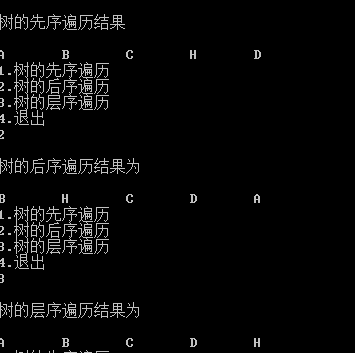 树的先序遍历结果
A B C H D
1.树的先序遍历
2.树的后序遍历
3.树的层序遍历
4.退出
2
树的后序遍历结果为
B H C D A
1.树的先序遍历
2.树的后序遍历
3.树的层序遍历
4.退出
3
树的层序遍历结果为
A B C D H